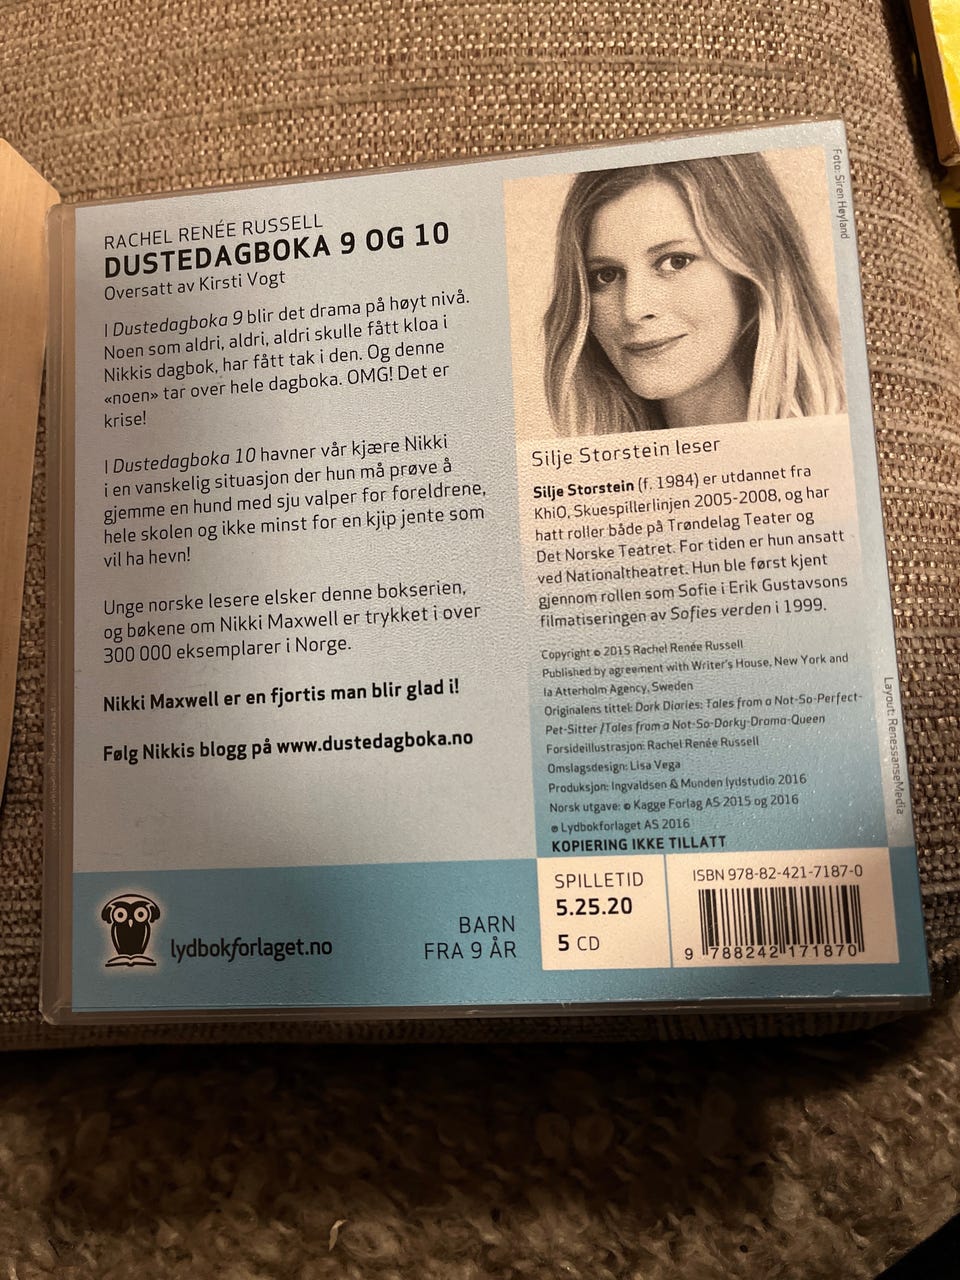 RACHEL RENÉE RUSSELL
DUSTEDAGBOKA 9 OG 10
Oversatt av Kirsti Vogt
I Dustedagboka 9 blir det drama på høyt nivå.
Noen som aldri, aldri, aldri skulle fått kloa i
Nikkis dagbok, har fått tak i den. Og denne
«noen» tar over hele dagboka. OMG! Det er
krise!
I Dustedagboka 10 havner vår kjære Nikki
i en vanskelig situasjon der hun må prøve å
gjemme en hund med sju valper for foreldrene,
hele skolen og ikke minst for en kjip jente som
vil ha hevn!
Unge norske lesere elsker denne bokserien,
og bøkene om Nikki Maxwell er trykket i over
300 000 eksemplarer i Norge.
Nikki Maxwell er en fjortis man blir glad i!
Følg Nikkis blogg på www.dustedagboka.no
lydbokforlaget.no
BARN
FRA 9 ÅR
Foto: Siren Høyland
Silje Storstein leser
Silje Storstein (f. 1984) er utdannet fra
KhiO, Skuespillerlinjen 2005-2008, og har
hatt roller både på Trøndelag Teater og
Det Norske Teatret. For tiden er hun ansatt
ved Nationaltheatret. Hun ble først kjent
gjennom rollen som Sofie i Erik Gustavsons
filmatiseringen av Sofies verden i 1999.
Copyright © 2015 Rachel Renée Russell
Published by agreement with Writer's House, New York and
Ia Atterholm Agency, Sweden
Originalens tittel: Dork Diaries: Tales from a Not-So-Perfect-
Pet-Sitter /Tales from a Not-So-Dorky-Drama-Queen
Forsideillustrasjon: Rachel Renée Russell
Omslagsdesign: Lisa Vega
Produksjon: Ingvaldsen & Munden lydstudio 2016
Norsk utgave: © Kagge Forlag AS 2015 og 2016
℗ Lydbokforlaget AS 2016
KOPIERING IKKE TILLATT
Layout: RenessanseMedia
SPILLETID
5.25.20
5 CD
ISBN 978-82-421-7187-0
9 788242 171870